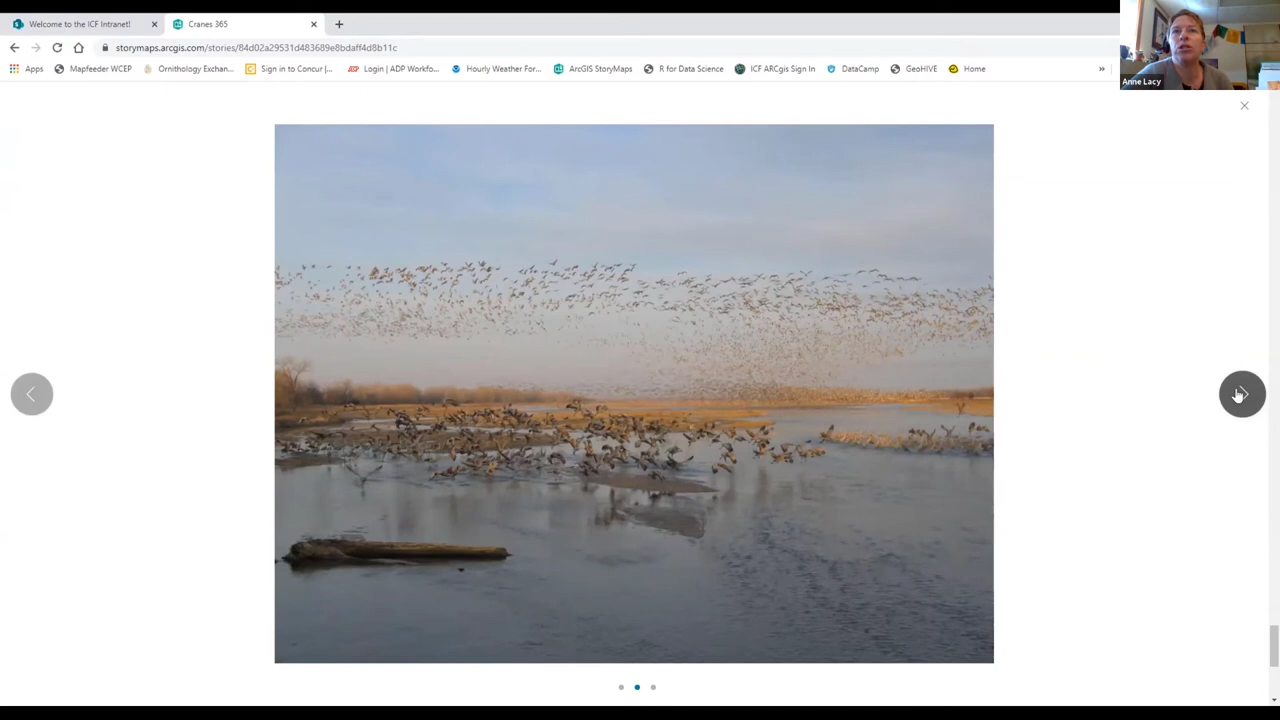 Welcome to the ICF Intranet!
Cranes 365
storymaps.arcgis.com/stories/84d02a29531d483689e8bdaff4d8b11c
Apps Mapfeeder WCEP Ornithology Exchan... Sign in to Concur |... Login | ADP Workfo... Hourly Weather For... ArcGIS StoryMaps R for Data Science ICF ARCgis Sign In DataCamp GeoHIVE Home »
Anne Lacy